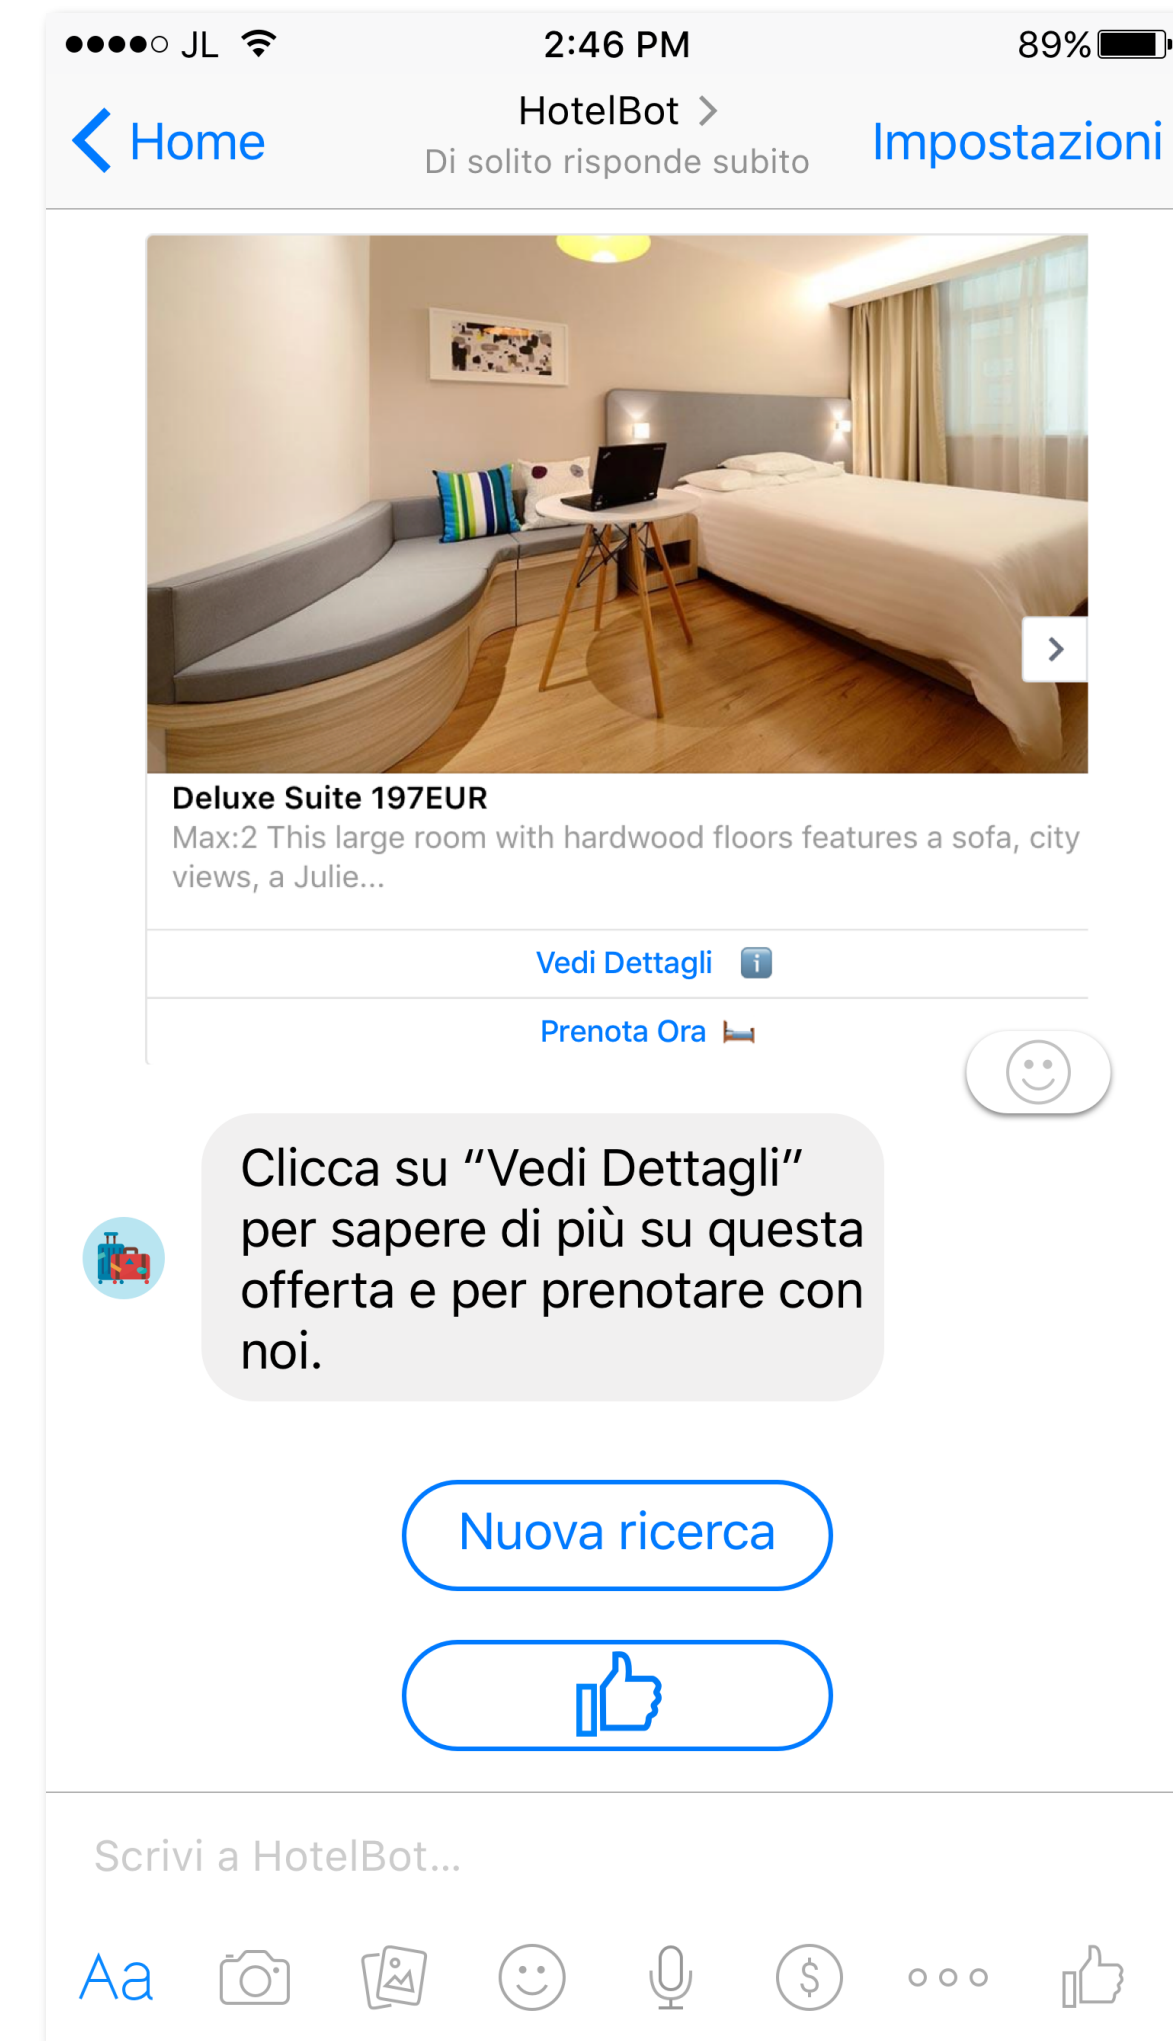 JL 2:46 PM 89%
HotelBot
Home Impostazioni
Di solito risponde subito
Deluxe Suite 197EUR
Max:2 This large room with hardwood floors features a sofa, city
views, a Julie...
Vedi Dettagli
Prenota Ora
Clicca su “Vedi Dettagli”
per sapere di più su questa
offerta e per prenotare con
noi.
Nuova ricerca
Scrivi a HotelBot...
Aa